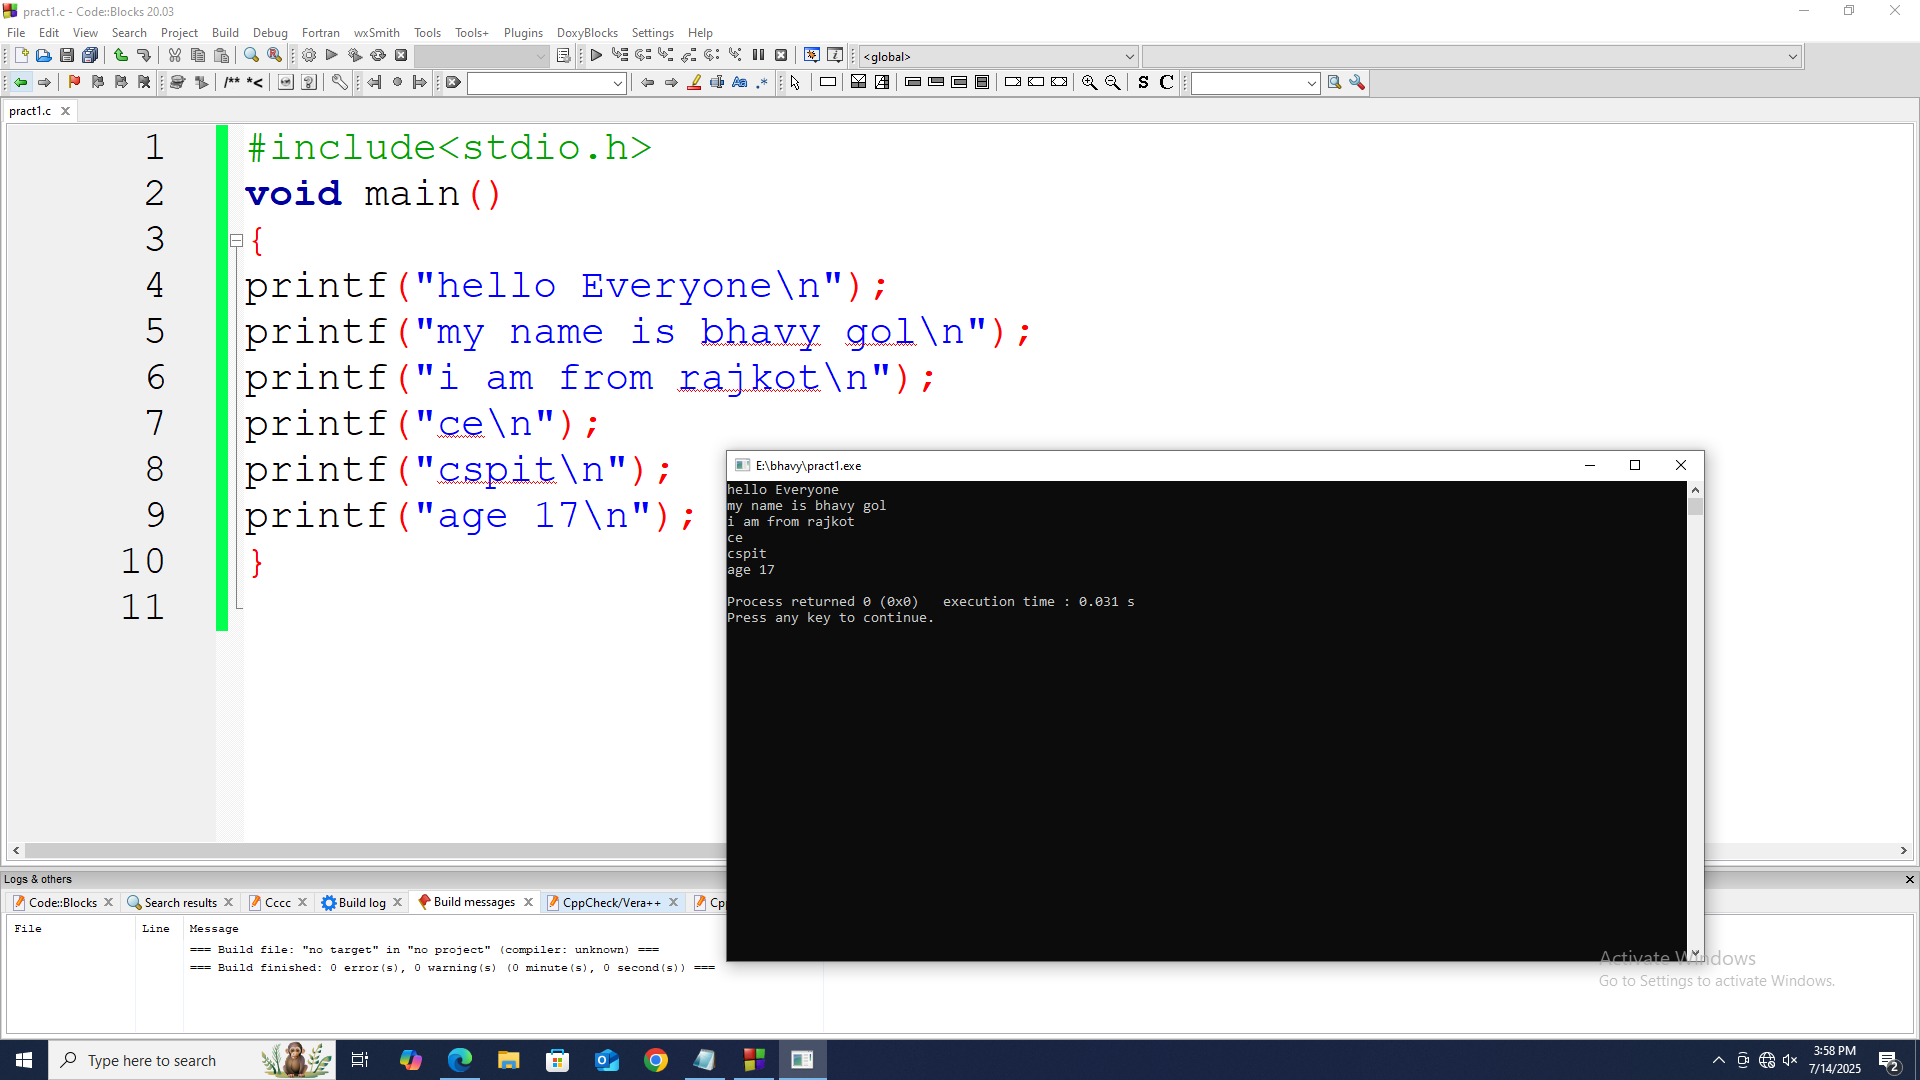 pract1.c - Code::Blocks 20.03
File Edit View Search Project Build Debug Fortran wxSmith Tools Tools+ Plugins DoxyBlocks Settings Help
<global>
/** *<
Aa .*
S C
pract1.c
1 #include<stdio.h>
2 void main()
3 {
4 printf("hello Everyone\n");
5 printf("my name is bhavy gol\n");
6 printf("i am from rajkot\n");
7 printf("ce\n");
8 printf("cspit\n");
9 printf("age 17\n");
10 }
11
E:\bhavy\pract1.exe
hello Everyone
my name is bhavy gol
i am from rajkot
ce
cspit
age 17
Process returned 0 (0x0)   execution time : 0.031 s
Press any key to continue.
Logs & others
Code::Blocks Search results Cccc Build log Build messages CppCheck/Vera++
File Line Message
=== Build file: "no target" in "no project" (compiler: unknown) ===
=== Build finished: 0 error(s), 0 warning(s) (0 minute(s), 0 second(s)) ===
Activate Windows
Go to Settings to activate Windows.
Type here to search
3:58 PM
7/14/2025
2